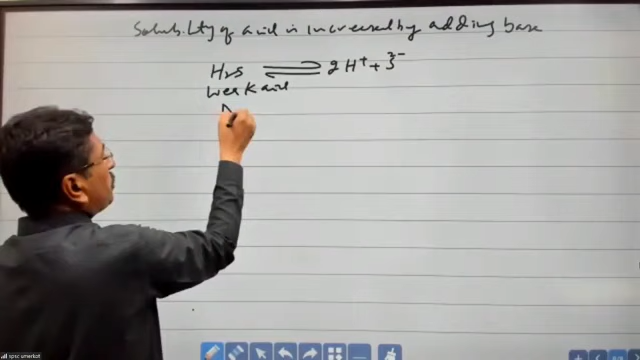 Solubility of acid is increased by adding base
H₂S ⇌ 2H⁺ + S²⁻
Weak acid